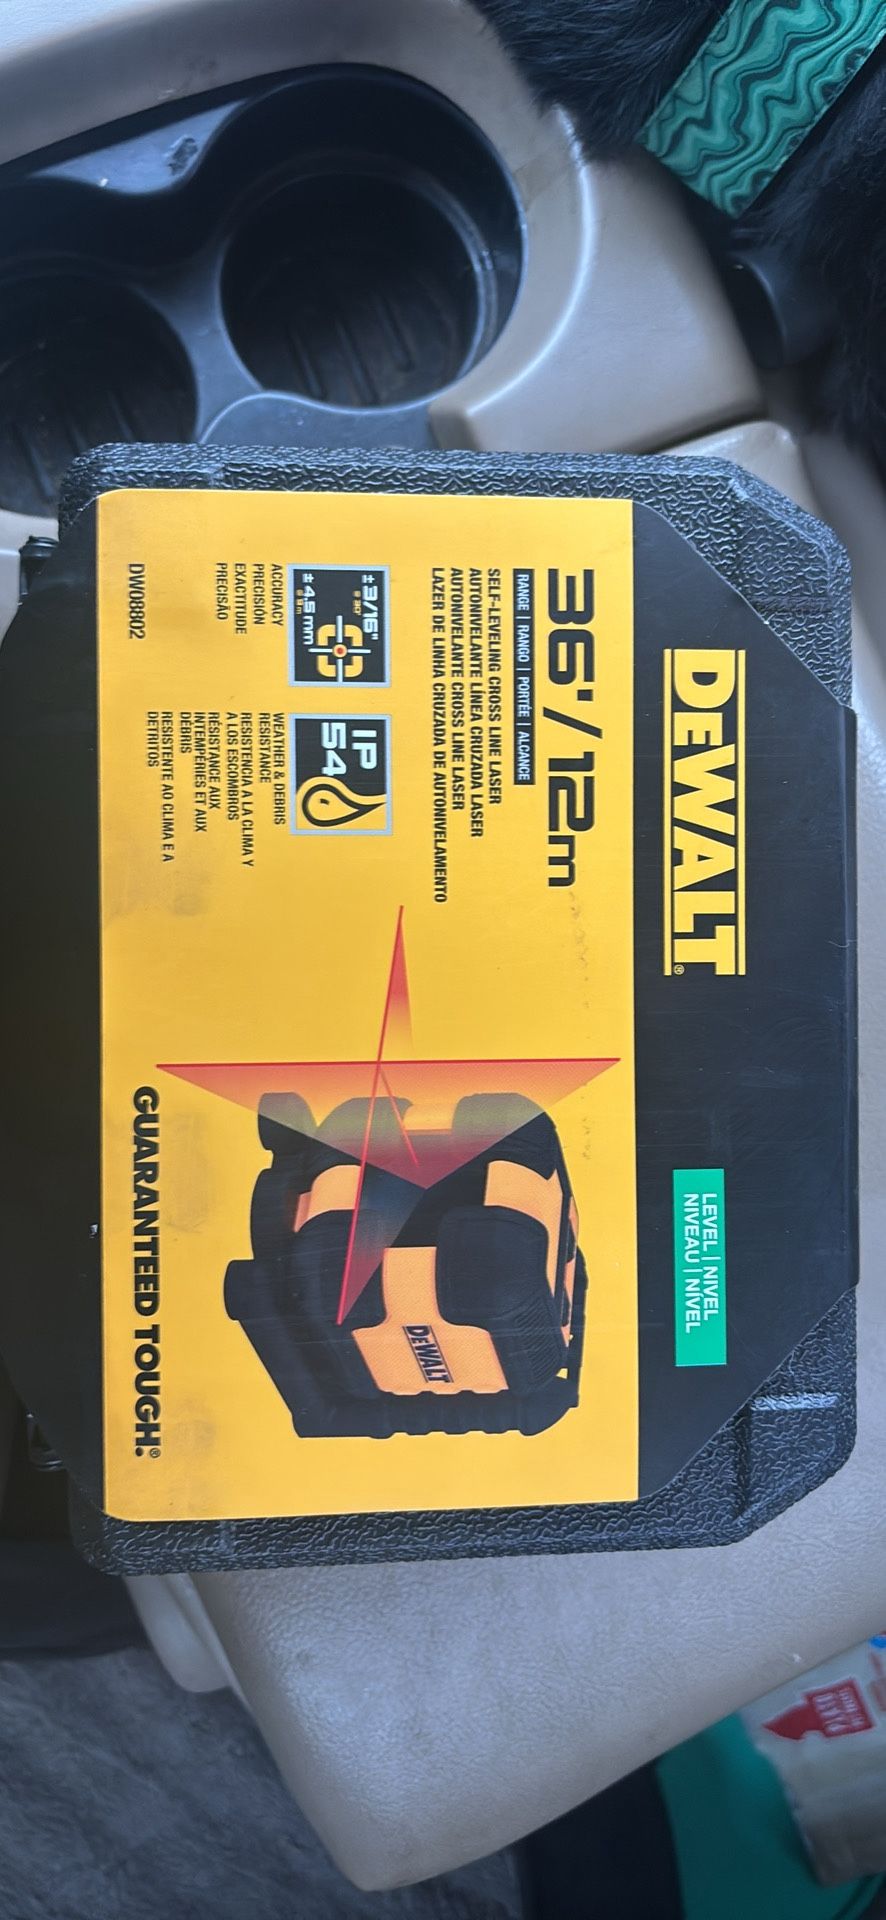 DEWALT®
LEVEL | NIVEL
NIVEAU | NÍVEL
36'/12m
RANGE | RANGO | PORTÉE | ALCANCE
SELF-LEVELING CROSS LINE LASER
AUTONIVELANTE LÍNEA CRUZADA LASER
AUTONIVELANTE CROSS LINE LASER
LAZER DE LINHA CRUZADA DE AUTONIVELAMENTO
± 3/16"
@ 30'
± 4.5 mm
@ 9 m
ACCURACY
PRECISIÓN
EXACTITUDE
PRECISÃO
IP
54
WEATHER & DEBRIS
RESISTANCE
RESISTENCIA A LA CLIMA Y
A LOS ESCOMBROS
RÉSISTANCE AUX
INTEMPÉRIES ET AUX
DÉBRIS
RESISTENTE AO CLIMA E A
DETRITOS
DEWALT
DW08802
GUARANTEED TOUGH.®